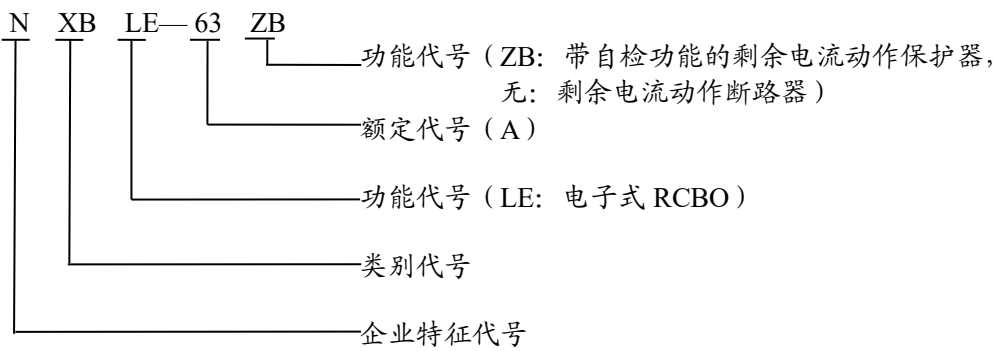 N XB LE— 63 ZB
功能代号（ZB：带自检功能的剩余电流动作保护器，
无：剩余电流动作断路器）
额定代号（A）
功能代号（LE：电子式 RCBO）
类别代号
企业特征代号